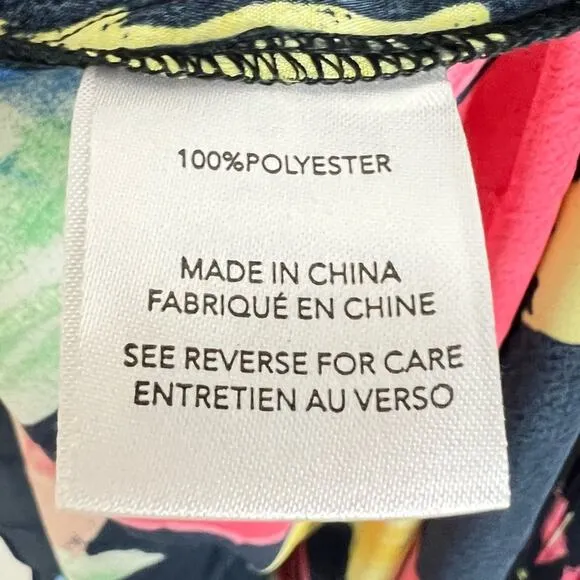 100%POLYESTER
MADE IN CHINA
FABRIQUÉ EN CHINE
SEE REVERSE FOR CARE
ENTRETIEN AU VERSO